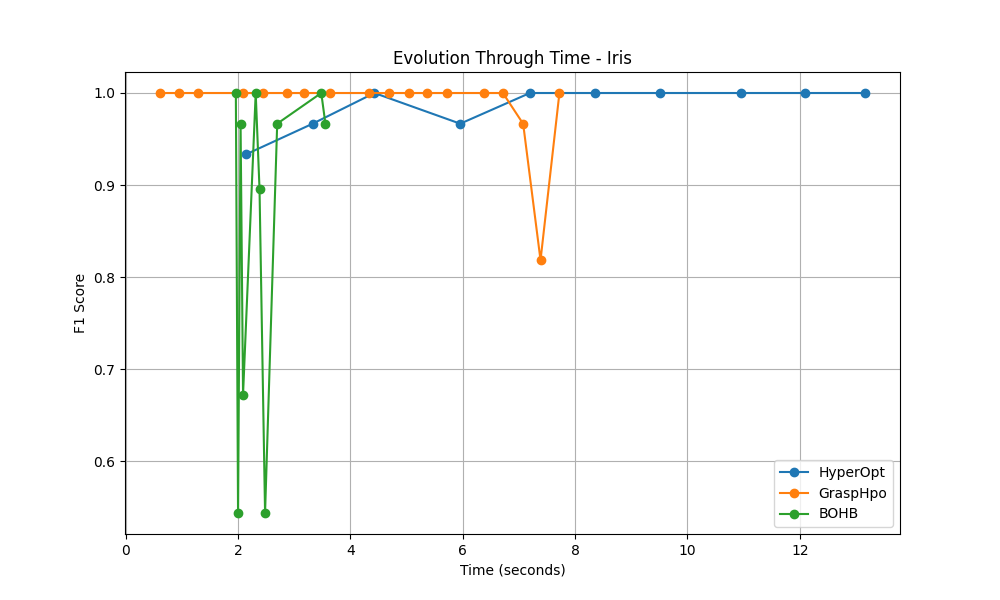 Evolution Through Time - Iris
F1 Score
1.0
0.9
0.8
0.7
0.6
0 2 4 6 8 10 12
Time (seconds)
HyperOpt
GraspHpo
BOHB